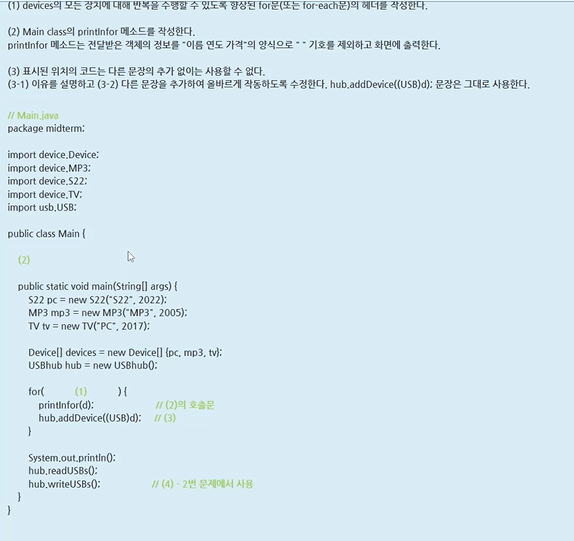 (1) devices의 모든 장치에 대해 반복을 수행할 수 있도록 향상된 for문(또는 for-each문)의 헤더를 작성한다.
(2) Main class의 printInfor 메소드를 작성한다.
printInfor 메소드는 전달받은 객체의 정보를 "이름 연도 가격"의 양식으로 " " 기호를 제외하고 화면에 출력한다.
(3) 표시된 위치의 코드는 다른 문장의 추가 없이는 사용할 수 없다.
(3-1) 이유를 설명하고 (3-2) 다른 문장을 추가하여 올바르게 작동하도록 수정한다. hub.addDevice((USB)d); 문장은 그대로 사용한다.
// Main.java
package midterm;
import device.Device;
import device.MP3;
import device.S22;
import device.TV;
import usb.USB;
public class Main {
(2)
public static void main(String[] args) {
S22 pc = new S22("S22", 2022);
MP3 mp3 = new MP3("MP3", 2005);
TV tv = new TV("PC", 2017);
Device[] devices = new Device[] {pc, mp3, tv};
USBhub hub = new USBhub();
for( (1) ) {
printInfor(d); // (2)의 호출문
hub.addDevice((USB)d); // (3)
}
System.out.println();
hub.readUSBs();
hub.writeUSBs(); // (4) - 2번 문제에서 사용
}
}